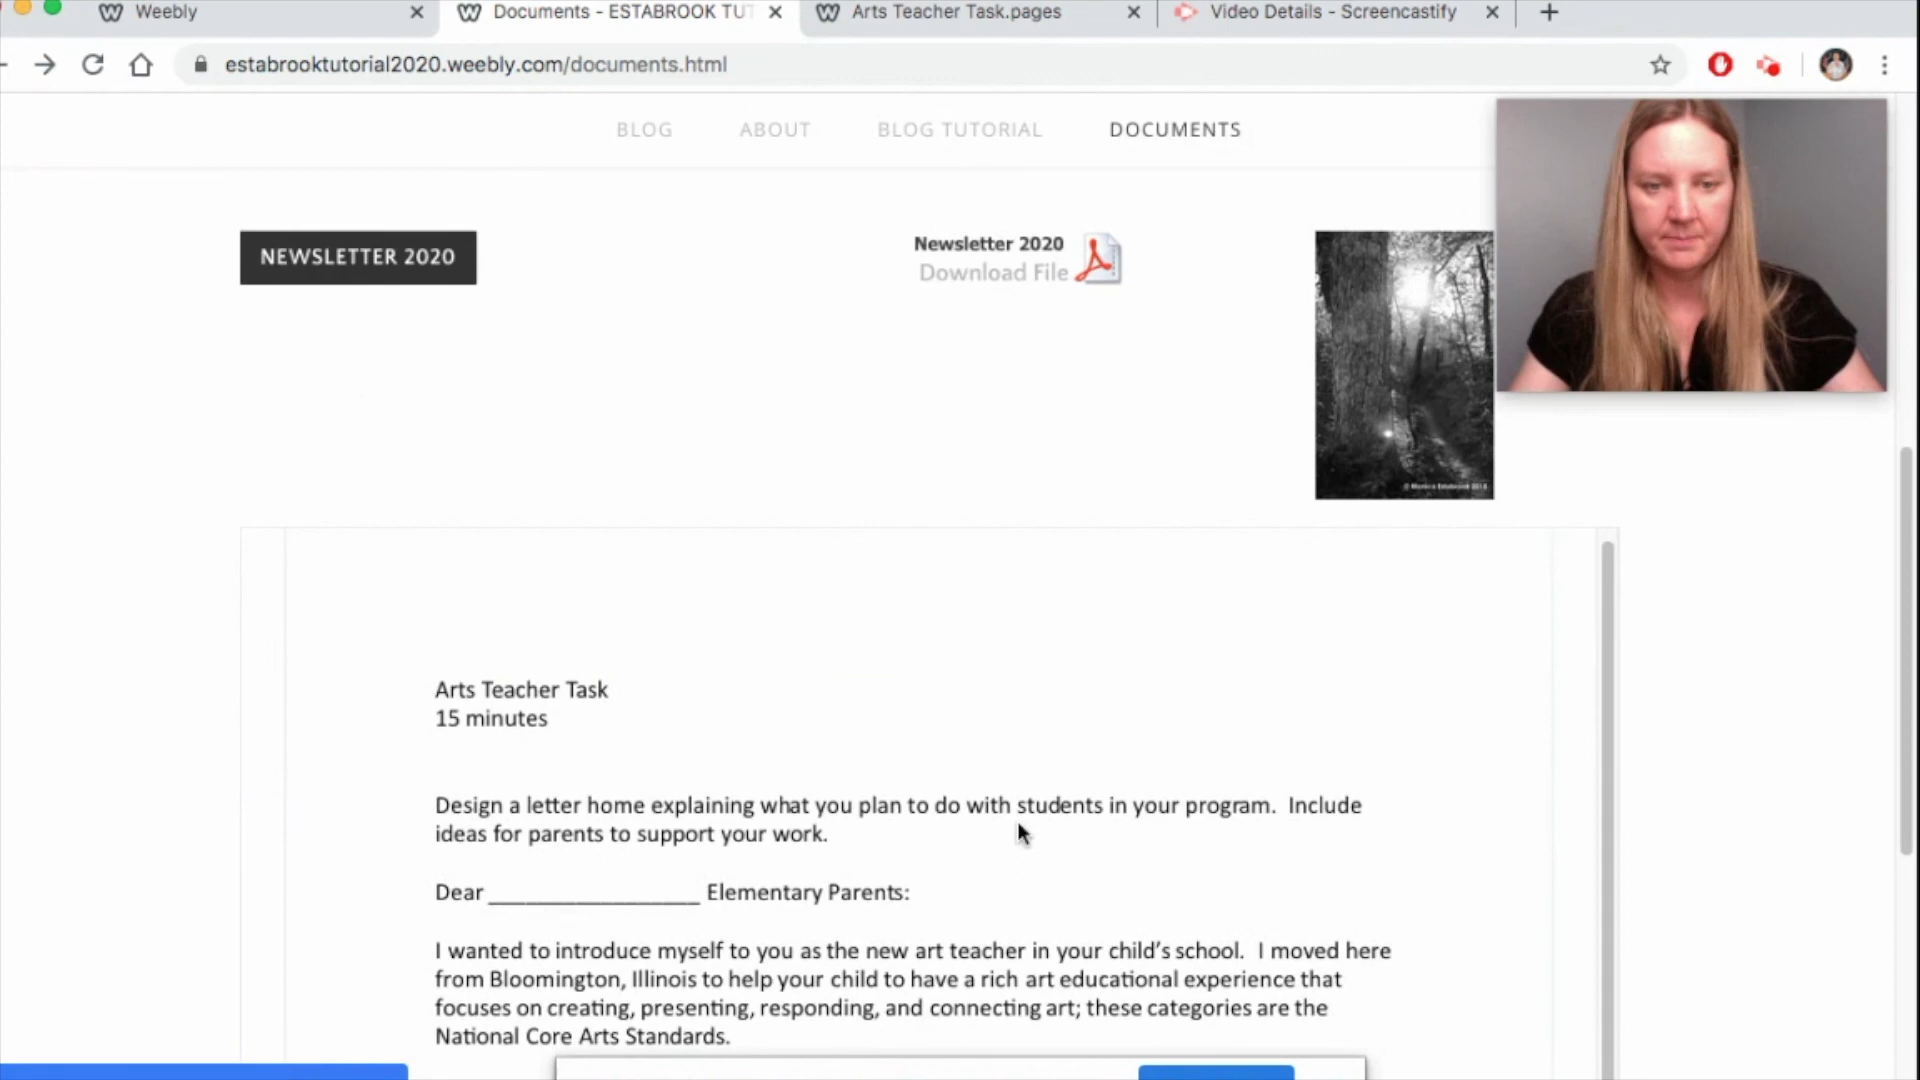 Weebly
Documents - ESTABROOK TUT
Arts Teacher Task.pages
Video Details - Screencastify
estabrooktutorial2020.weebly.com/documents.html
BLOG
ABOUT
BLOG TUTORIAL
DOCUMENTS
NEWSLETTER 2020
Newsletter 2020
Download File
Arts Teacher Task
15 minutes
Design a letter home explaining what you plan to do with students in your program. Include
ideas for parents to support your work.
Dear __________________ Elementary Parents:
I wanted to introduce myself to you as the new art teacher in your child’s school. I moved here
from Bloomington, Illinois to help your child to have a rich art educational experience that
focuses on creating, presenting, responding, and connecting art; these categories are the
National Core Arts Standards.